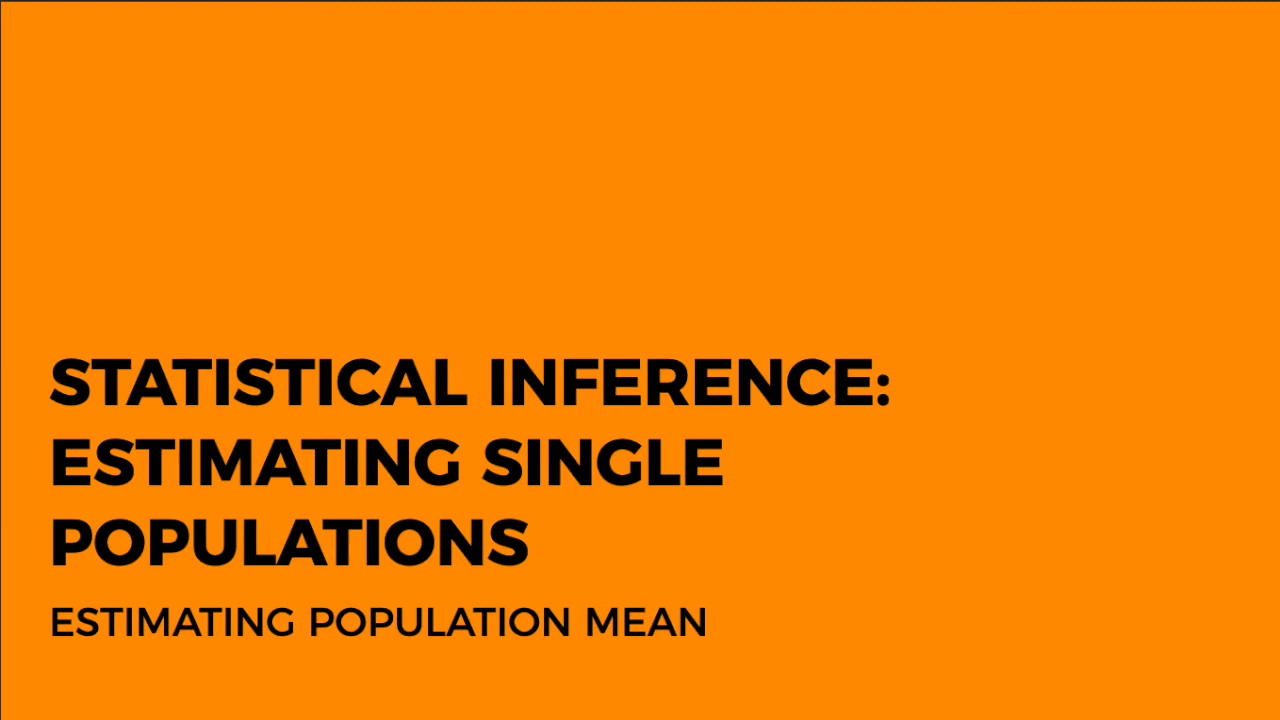 STATISTICAL INFERENCE:
ESTIMATING SINGLE
POPULATIONS
ESTIMATING POPULATION MEAN